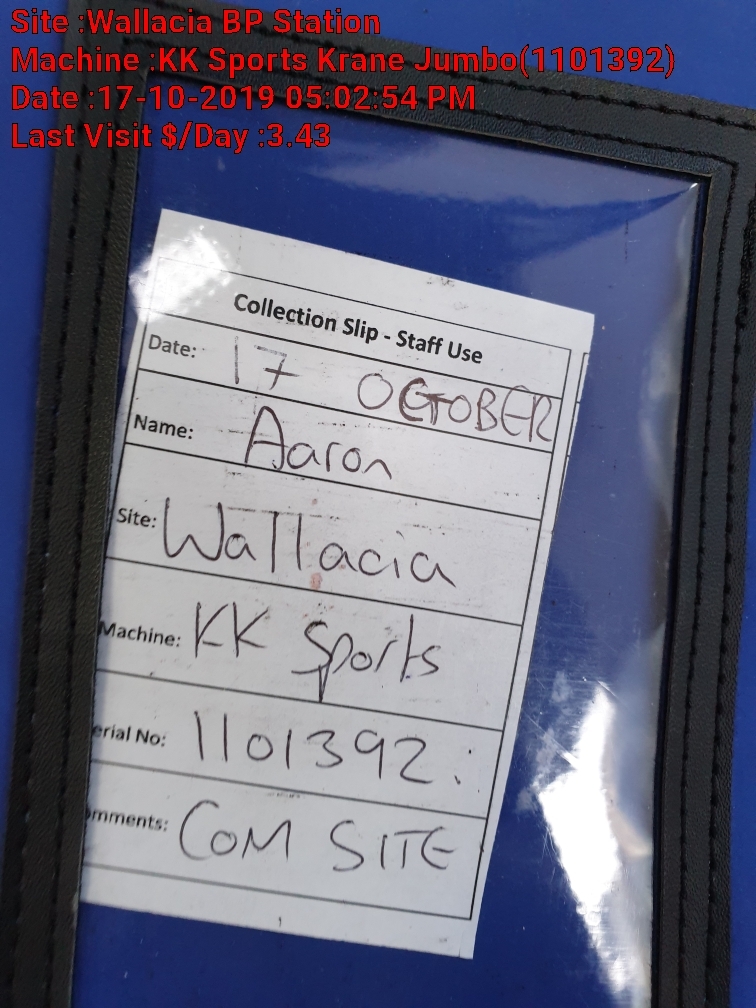 Site :Wallacia BP Station
Machine :KK Sports Krane Jumbo(1101392)
Date :17-10-2019 05:02:54 PM
Last Visit $/Day :3.43
Collection Slip - Staff Use
Date: 17 OCTOBER
Name: Aaron
Site: Wallacia
Machine: KK Sports
erial No: 1101392.
omments: COM SITE